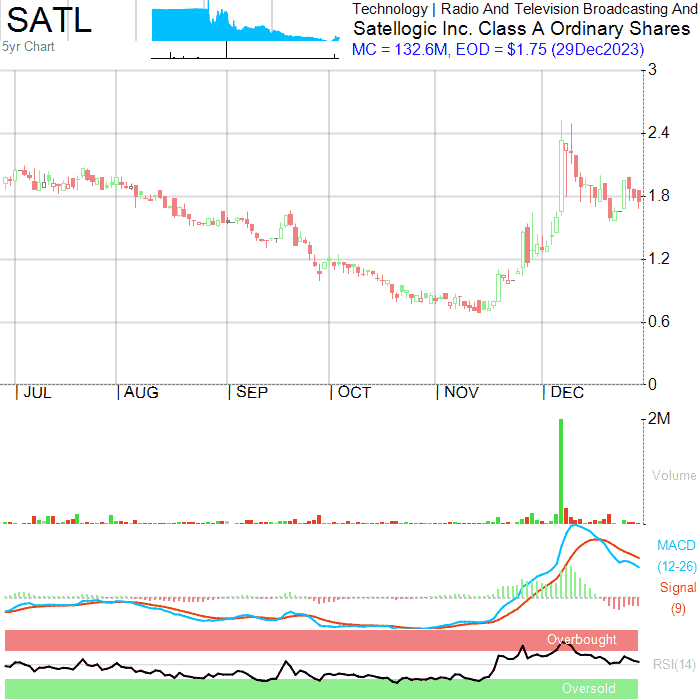 SATL
5yr Chart
Technology | Radio And Television Broadcasting And
Satellogic Inc. Class A Ordinary Shares
MC = 132.6M, EOD = $1.75 (29Dec2023)
3
2.4
1.8
1.2
0.6
0
JUL AUG SEP OCT NOV DEC
2M
Volume
MACD
(12-26)
Signal
(9)
Overbought
RSI(14)
Oversold